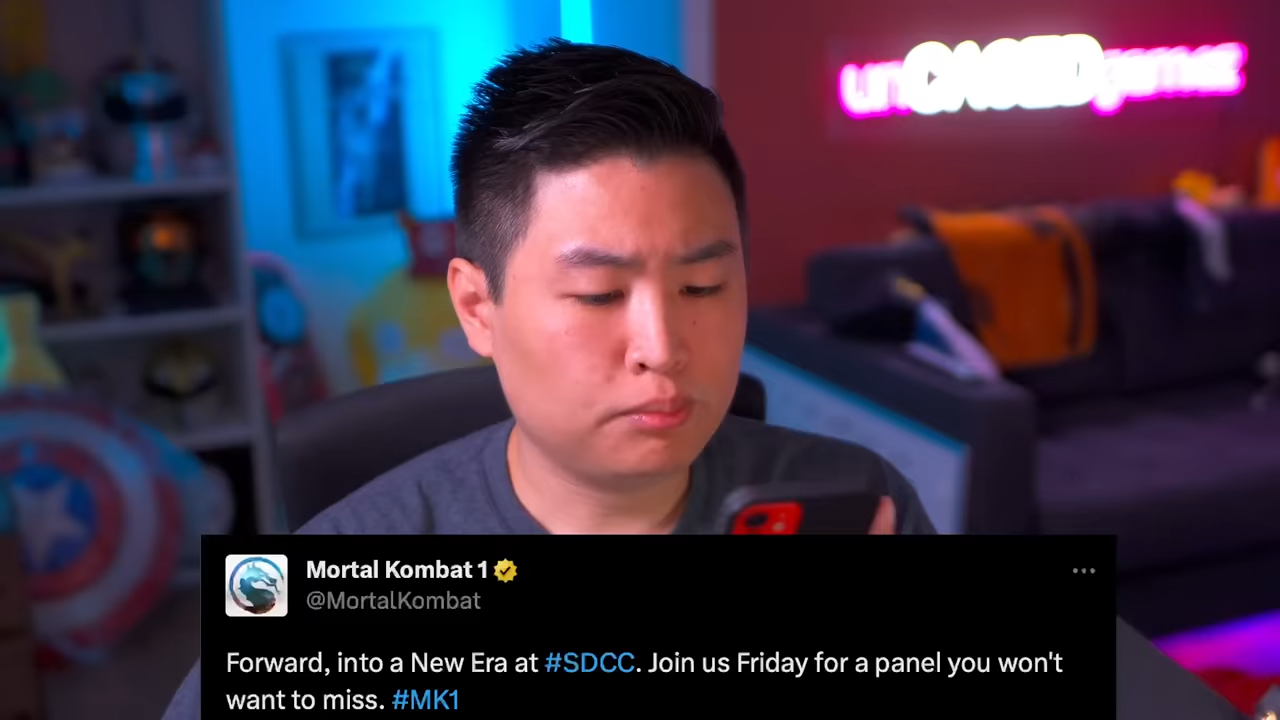 unCAGEDgamez
Mortal Kombat 1
@MortalKombat
Forward, into a New Era at #SDCC. Join us Friday for a panel you won't
want to miss. #MK1